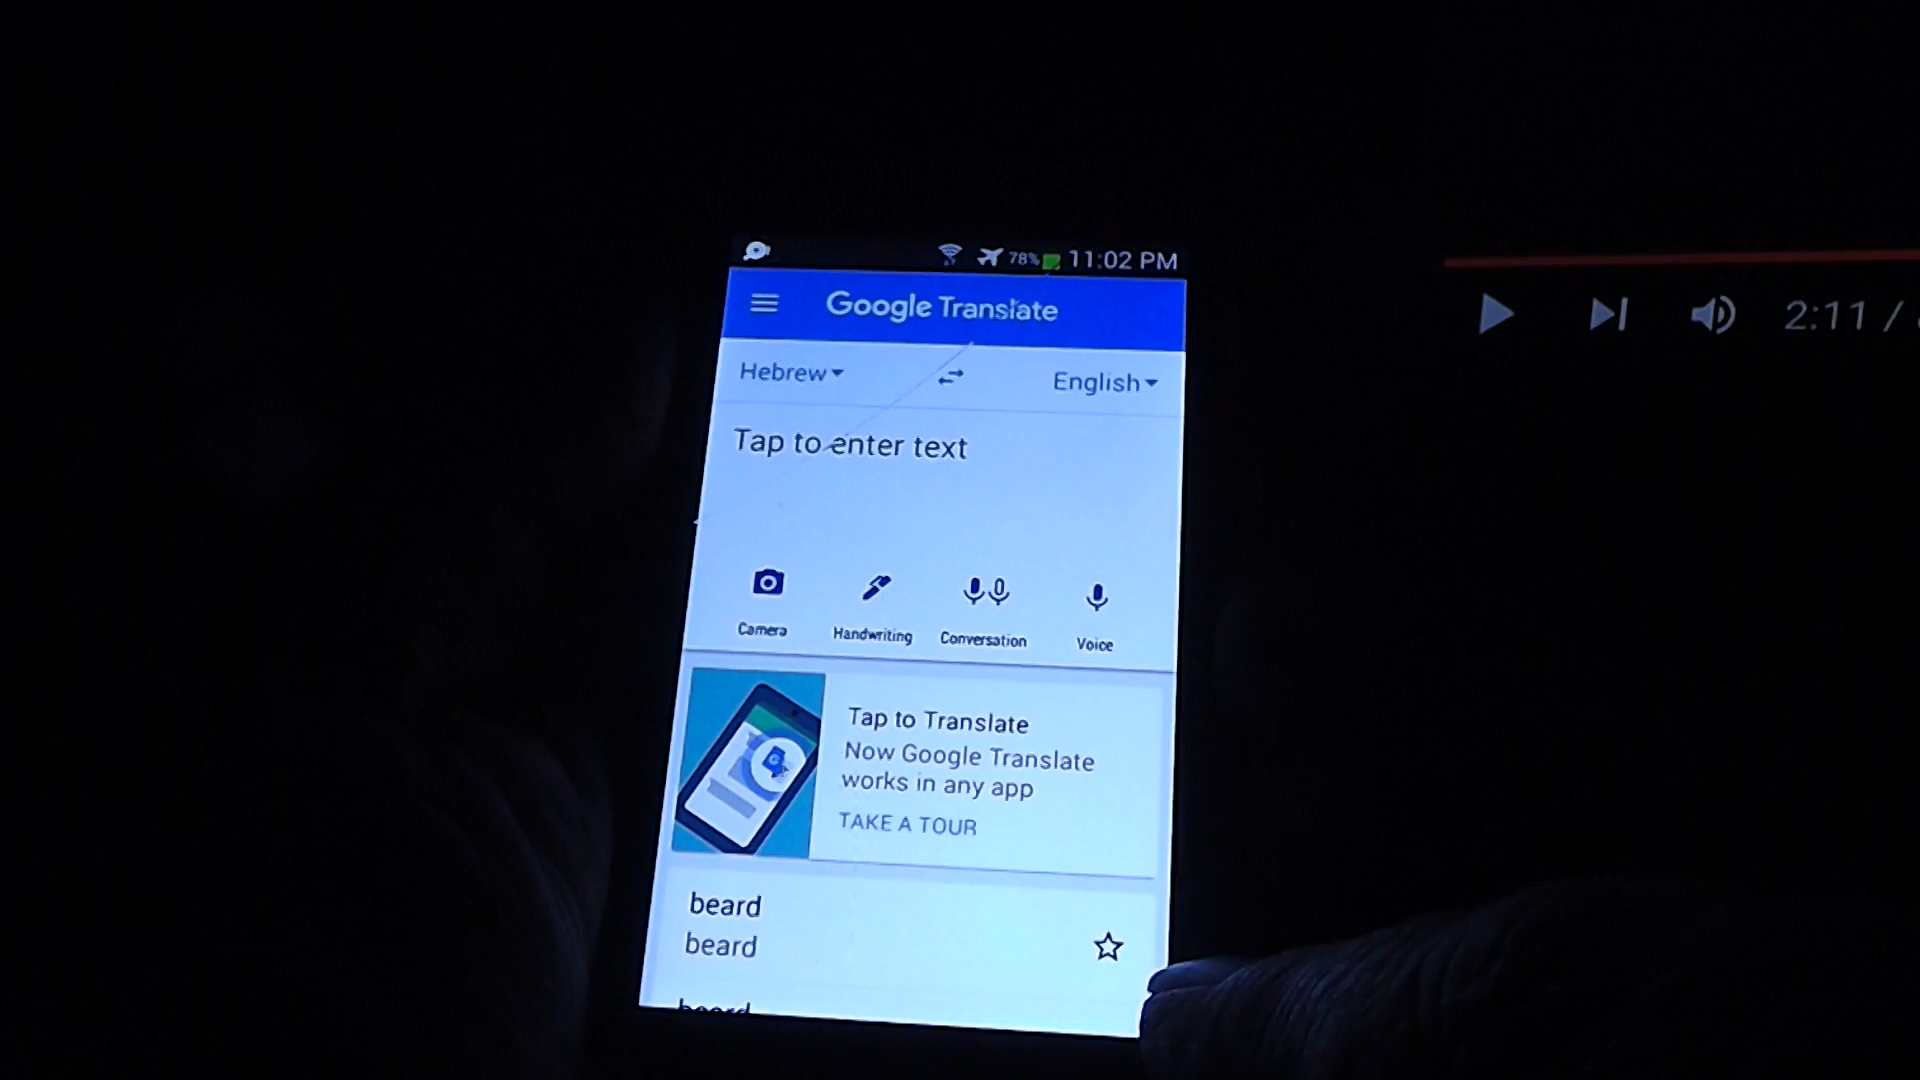 78% 11:02 PM
Google Translate
Hebrew English
Tap to enter text
Camera Handwriting Conversation Voice
Tap to Translate
Now Google Translate
works in any app
TAKE A TOUR
beard
beard
2:11 /